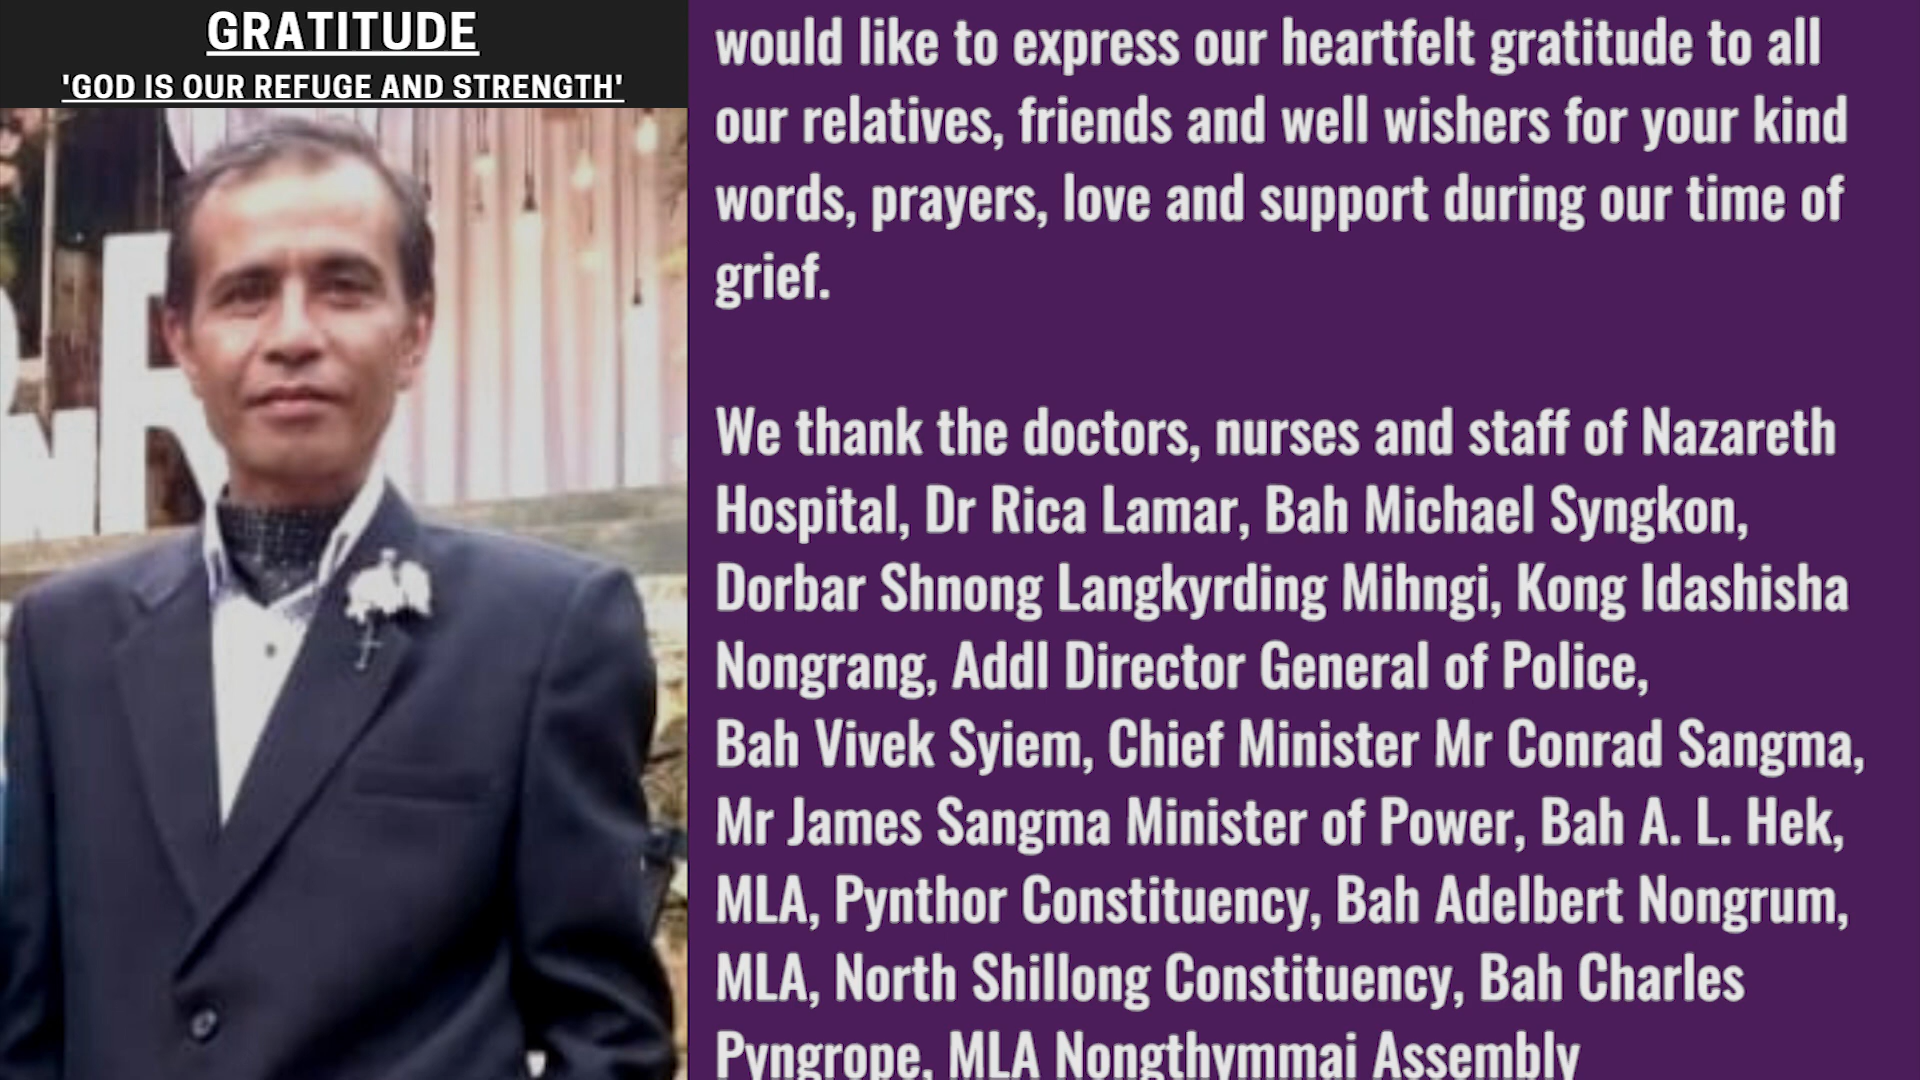 GRATITUDE
'GOD IS OUR REFUGE AND STRENGTH'
would like to express our heartfelt gratitude to all
our relatives, friends and well wishers for your kind
words, prayers, love and support during our time of
grief.
We thank the doctors, nurses and staff of Nazareth
Hospital, Dr Rica Lamar, Bah Michael Syngkon,
Dorbar Shnong Langkyrding Mihngi, Kong Idashisha
Nongrang, Addl Director General of Police,
Bah Vivek Syiem, Chief Minister Mr Conrad Sangma,
Mr James Sangma Minister of Power, Bah A. L. Hek,
MLA, Pynthor Constituency, Bah Adelbert Nongrum,
MLA, North Shillong Constituency, Bah Charles
Pyngrope, MLA Nongthymmai Assembly